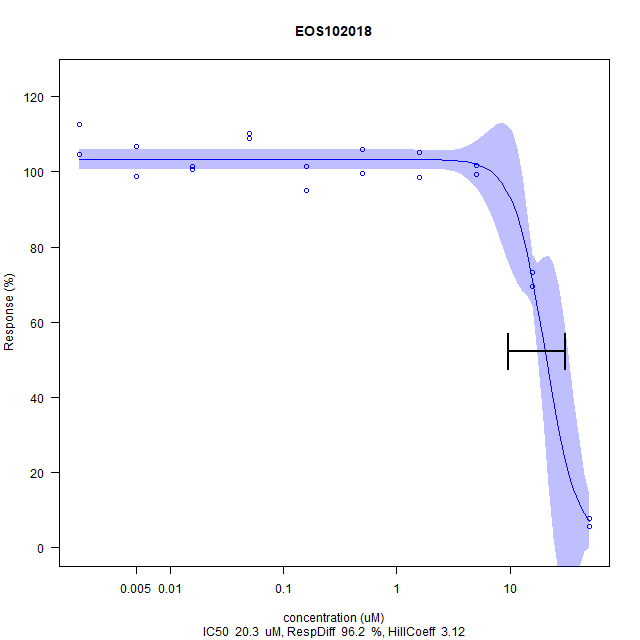 EOS102018
120
100
80
60
40
20
0
Response (%)
0.005 0.01 0.1 1 10
concentration (uM)
IC50 20.3 uM, RespDiff 96.2 %, HillCoeff 3.12